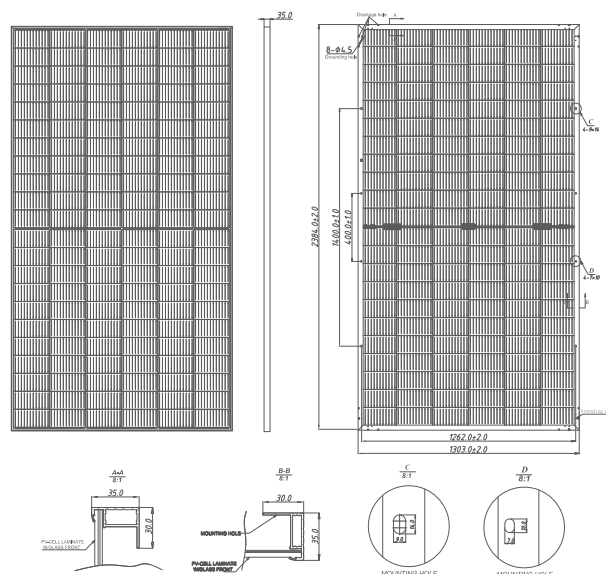 35.0
Drainage hole
A
8-Φ4.5
Grounding hole
C
4-9*14
2384.0±2.0
1400.0±1.0
400.0±1.0
D
4-7*10
B
1262.0±2.0
1303.0±2.0
A-A
8:1
35.0
30.0
PV-CELL LAMINATE
W/GLASS FRONT
B-B
8:1
30.0
35.0
MOUNTING HOLE
PV-CELL LAMINATE
W/GLASS FRONT
C
8:1
14.0
9.0
MOUNTING HOLE
D
8:1
10.0
7.0
MOUNTING HOLE